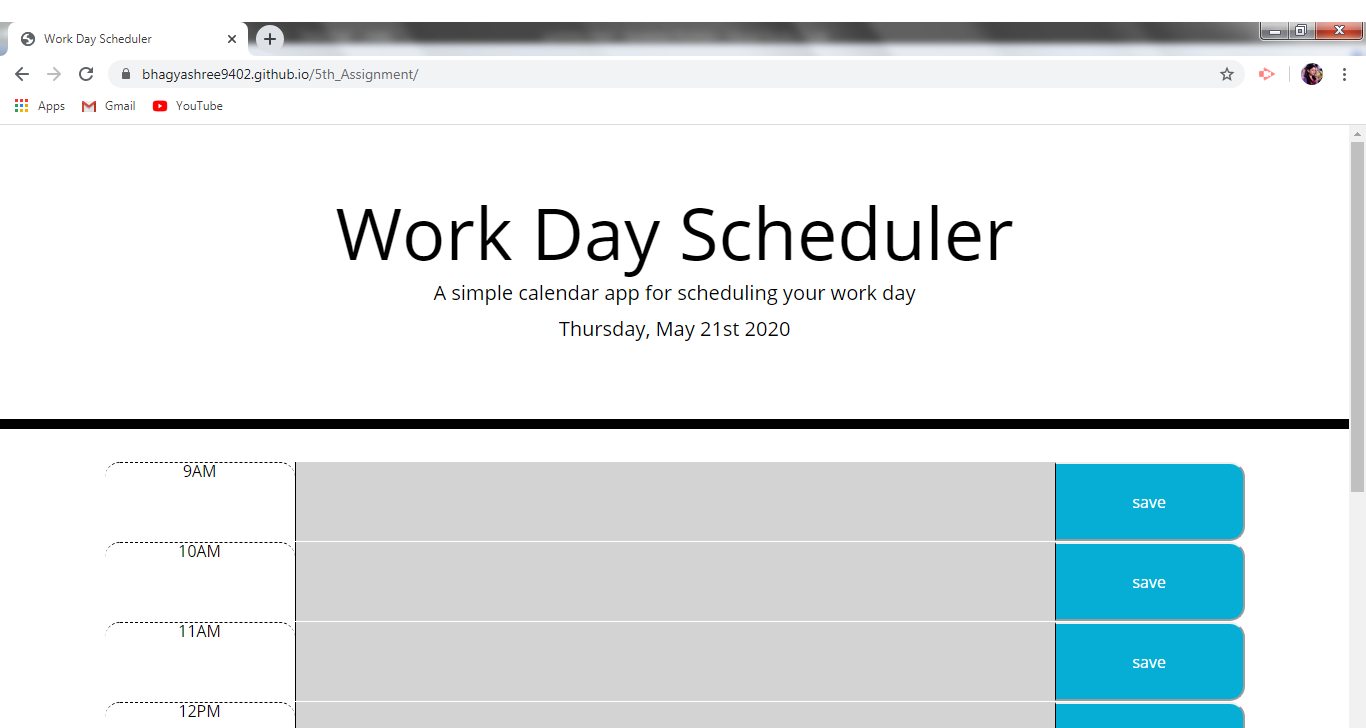 Work Day Scheduler
bhagyashree9402.github.io/5th_Assignment/
Apps Gmail YouTube
Work Day Scheduler
A simple calendar app for scheduling your work day
Thursday, May 21st 2020
9AM save
10AM save
11AM save
12PM